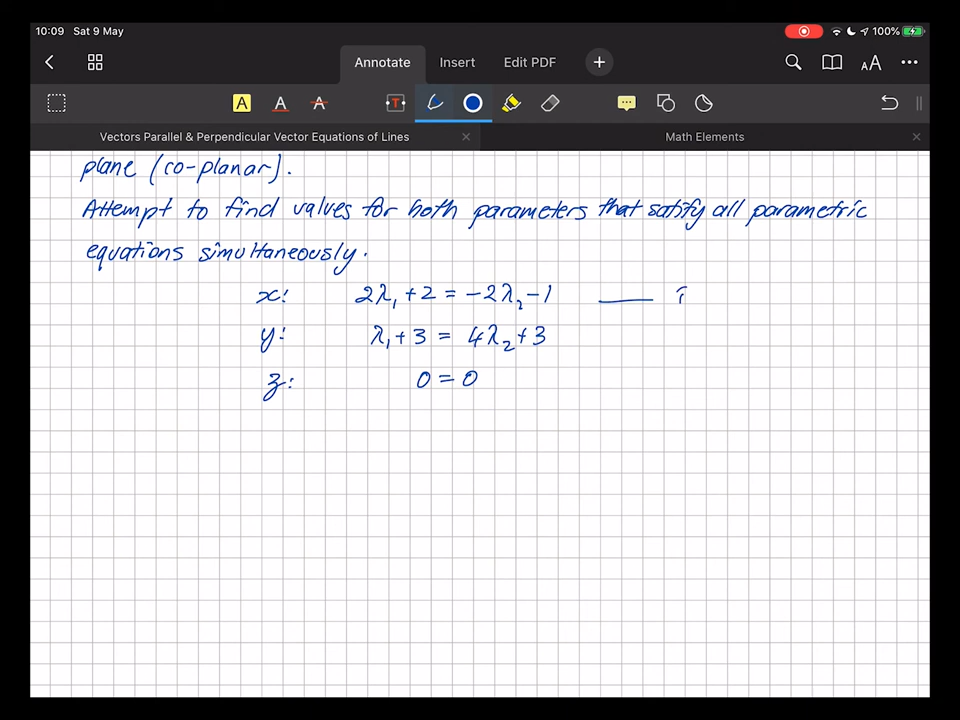 10:09 Sat 9 May 100%
Annotate Insert Edit PDF
Vectors Parallel & Perpendicular Vector Equations of Lines Math Elements
plane (co-planar).
Attempt to find values for both parameters that satify all parametric
equations simultaneously.
x: 2λ₁ + 2 = -2λ₂ - 1
y: λ₁ + 3 = 4λ₂ + 3
z: 0 = 0